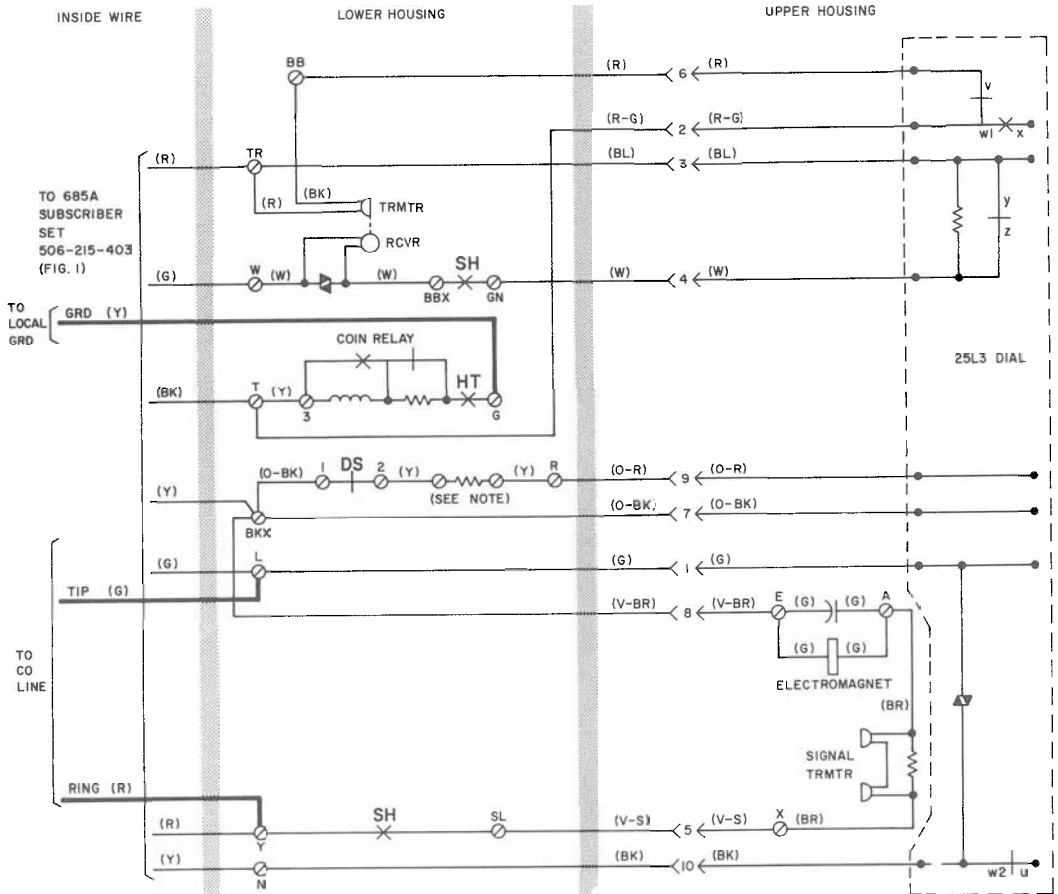 INSIDE WIRE
LOWER HOUSING
UPPER HOUSING
BB
(R)
6
(R)
v
(R-G)
2
(R-G)
w1
x
(R)
TR
(BL)
3
(BL)
TO 685A
SUBSCRIBER
SET
506-215-403
(FIG. 1)
(BK)
(R)
TRMTR
y
z
RCVR
(G)
W
(W)
(W)
BBX
SH
GN
(W)
4
(W)
TO
LOCAL
GRD
GRD (Y)
COIN RELAY
25L3 DIAL
(BK)
T
(Y)
3
HT
G
(O-BK)
1
DS
2
(Y)
(SEE NOTE)
(Y)
R
(O-R)
9
(O-R)
(Y)
BKX
(O-BK)
7
(O-BK)
(G)
L
(G)
1
(G)
TIP (G)
(V-BR)
8
(V-BR)
E
(G)
(G)
A
(G)
(G)
ELECTROMAGNET
TO
CO
LINE
(BR)
SIGNAL
TRMTR
RING (R)
(R)
Y
SH
SL
(V-S)
5
(V-S)
X
(BR)
(Y)
N
(BK)
10
(BK)
w2
u